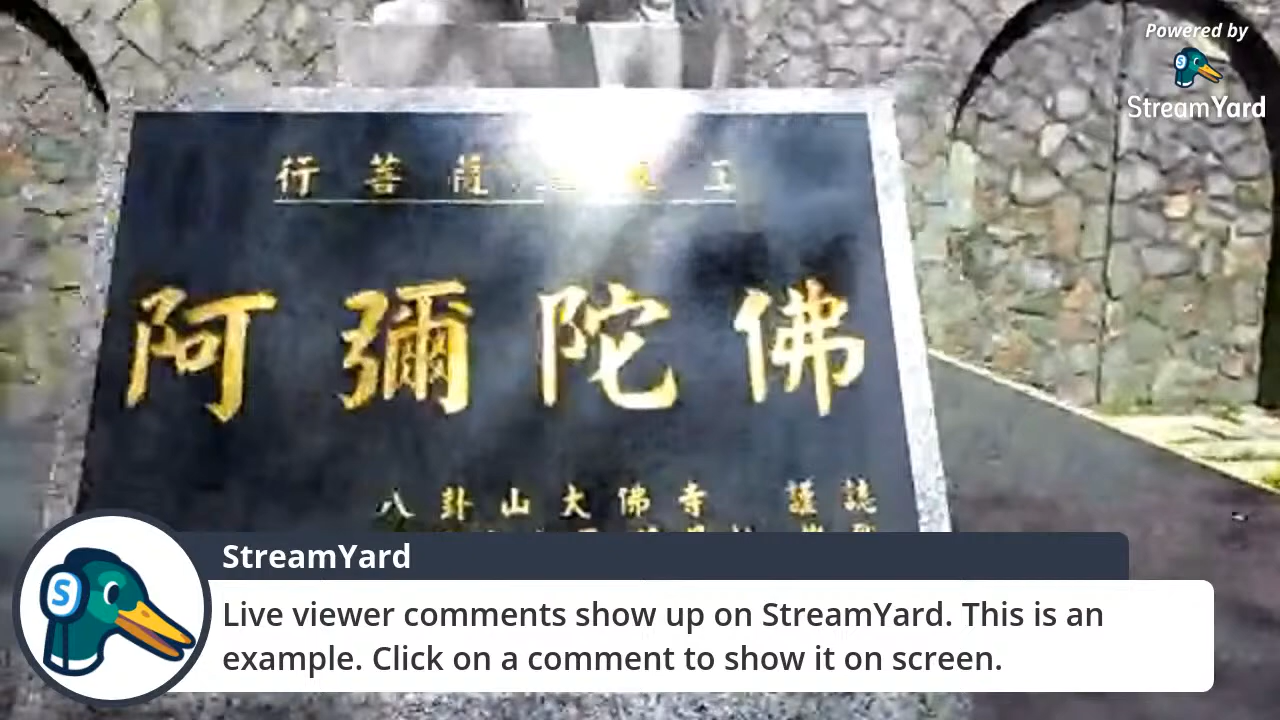 Powered by
StreamYard
行菩薩
阿彌陀佛
八卦山大佛寺 謹誌
StreamYard
Live viewer comments show up on StreamYard. This is an
example. Click on a comment to show it on screen.